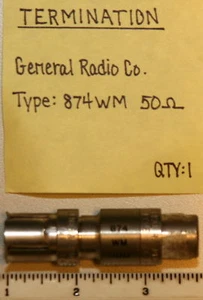 TERMINATION
General Radio Co.
Type: 874WM 50Ω
QTY:1
874
WM
1
2
3